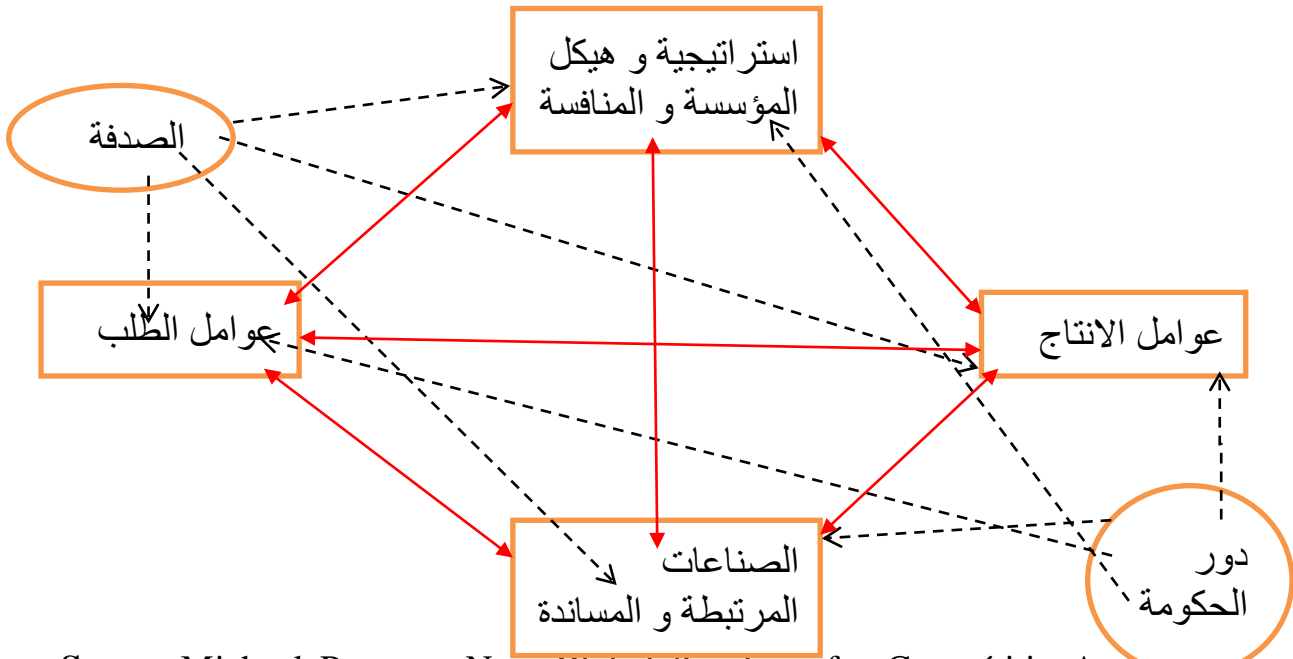 استراتيجية و هيكل
المؤسسة و المنافسة
الصدفة
عوامل الانتاج
عوامل الطلب
دور
الحكومة
الصناعات
المرتبطة و المساندة